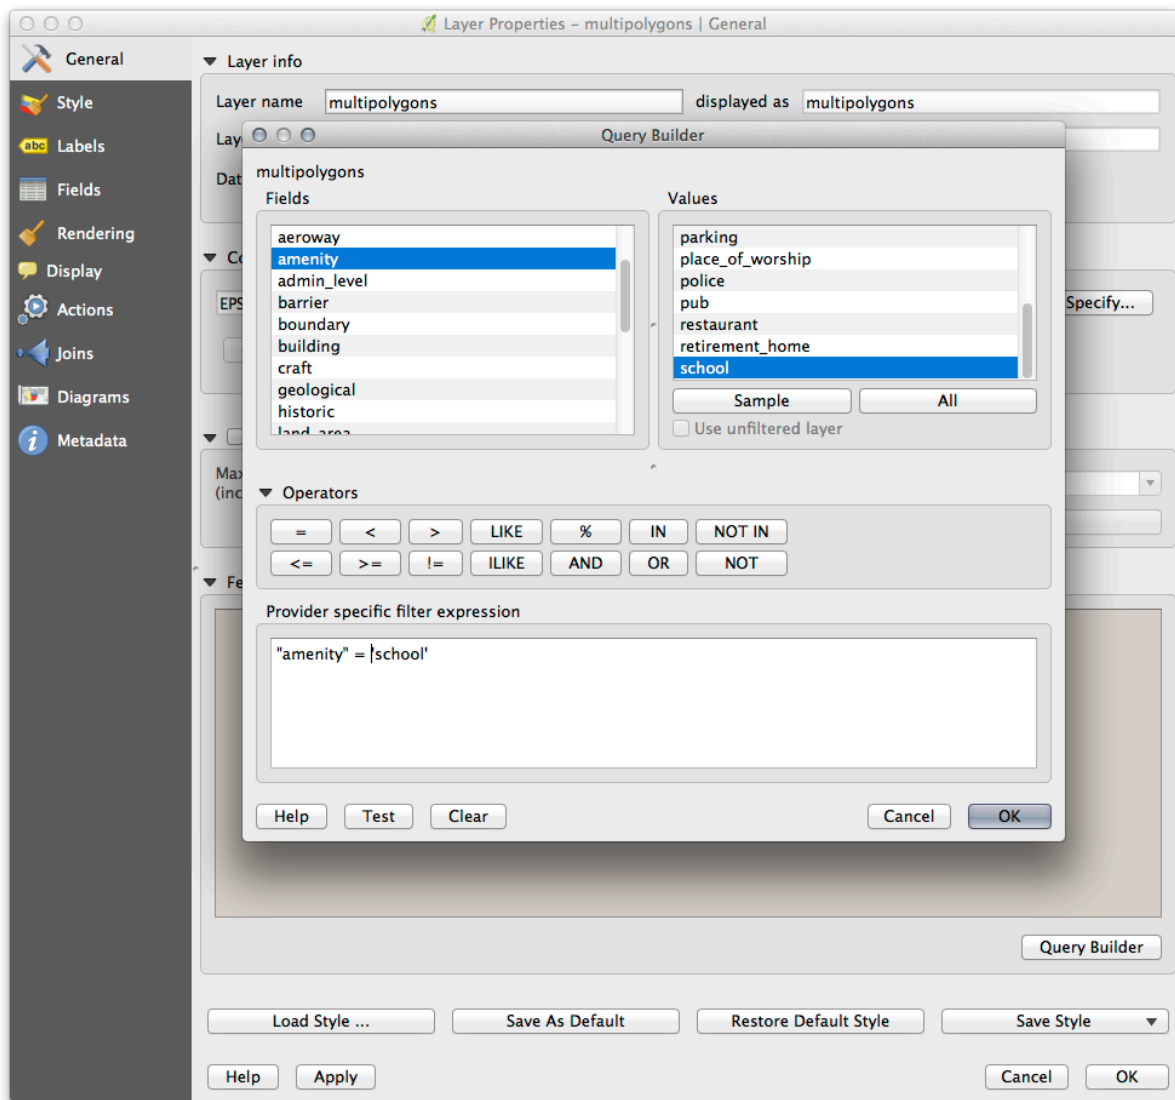 Layer Properties – multipolygons | General
General
Style
Labels
Fields
Rendering
Display
Actions
Joins
Diagrams
Metadata
Layer info
Layer name multipolygons displayed as multipolygons
Query Builder
multipolygons
Fields
aeroway
amenity
admin_level
barrier
boundary
building
craft
geological
historic
land_area
Values
parking
place_of_worship
police
pub
restaurant
retirement_home
school
Sample All
Use unfiltered layer
Specify...
Operators
= < > LIKE % IN NOT IN
<= >= != ILIKE AND OR NOT
Provider specific filter expression
"amenity" = 'school'
Help Test Clear Cancel OK
Query Builder
Load Style ... Save As Default Restore Default Style Save Style
Help Apply Cancel OK